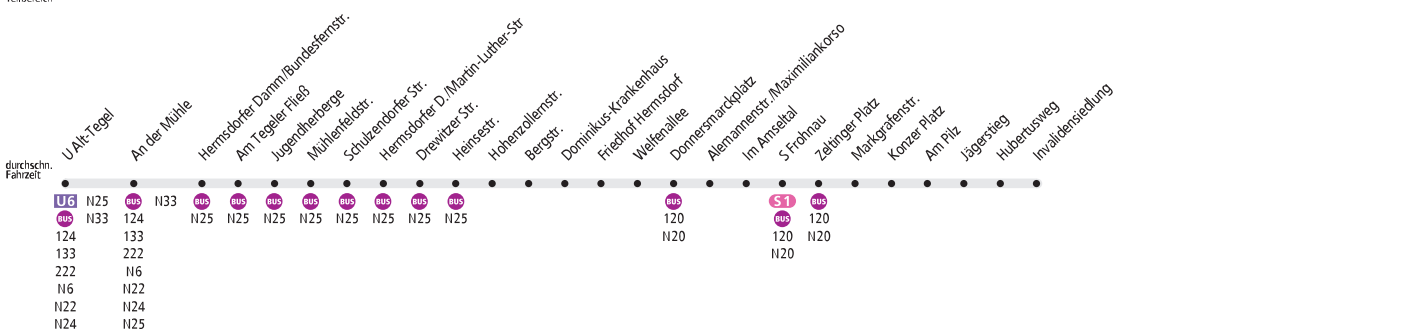 U Alt-Tegel
An der Mühle
Hermsdorfer Damm/Bundesfernstr.
Am Tegeler Fließ
Jugendherberge
Mühlenfeldstr.
Schulzendorfer Str.
Hermsdorfer D./Martin-Luther-Str
Drewitzer Str.
Heinsestr.
Hohenzollernstr.
Bergstr.
Dominikus-Krankenhaus
Friedhof Hermsdorf
Welfenallee
Donnersmarckplatz
Alemannenstr./Maximiliankorso
Im Amseltal
S Frohnau
Zeltinger Platz
Markgrafenstr.
Konzer Platz
Am Pilz
Jägerstieg
Hubertusweg
Invalidensiedlung
durchschn.
Fahrzeit
U6 N25 BUS N33 BUS BUS BUS BUS BUS BUS BUS BUS BUS S1 BUS
BUS N33 124 N25 N25 N25 N25 N25 N25 N25 N25 120 BUS 120
124 133 N20 120 N20
133 222 N20
222 N6
N6 N22
N22 N24
N24 N25